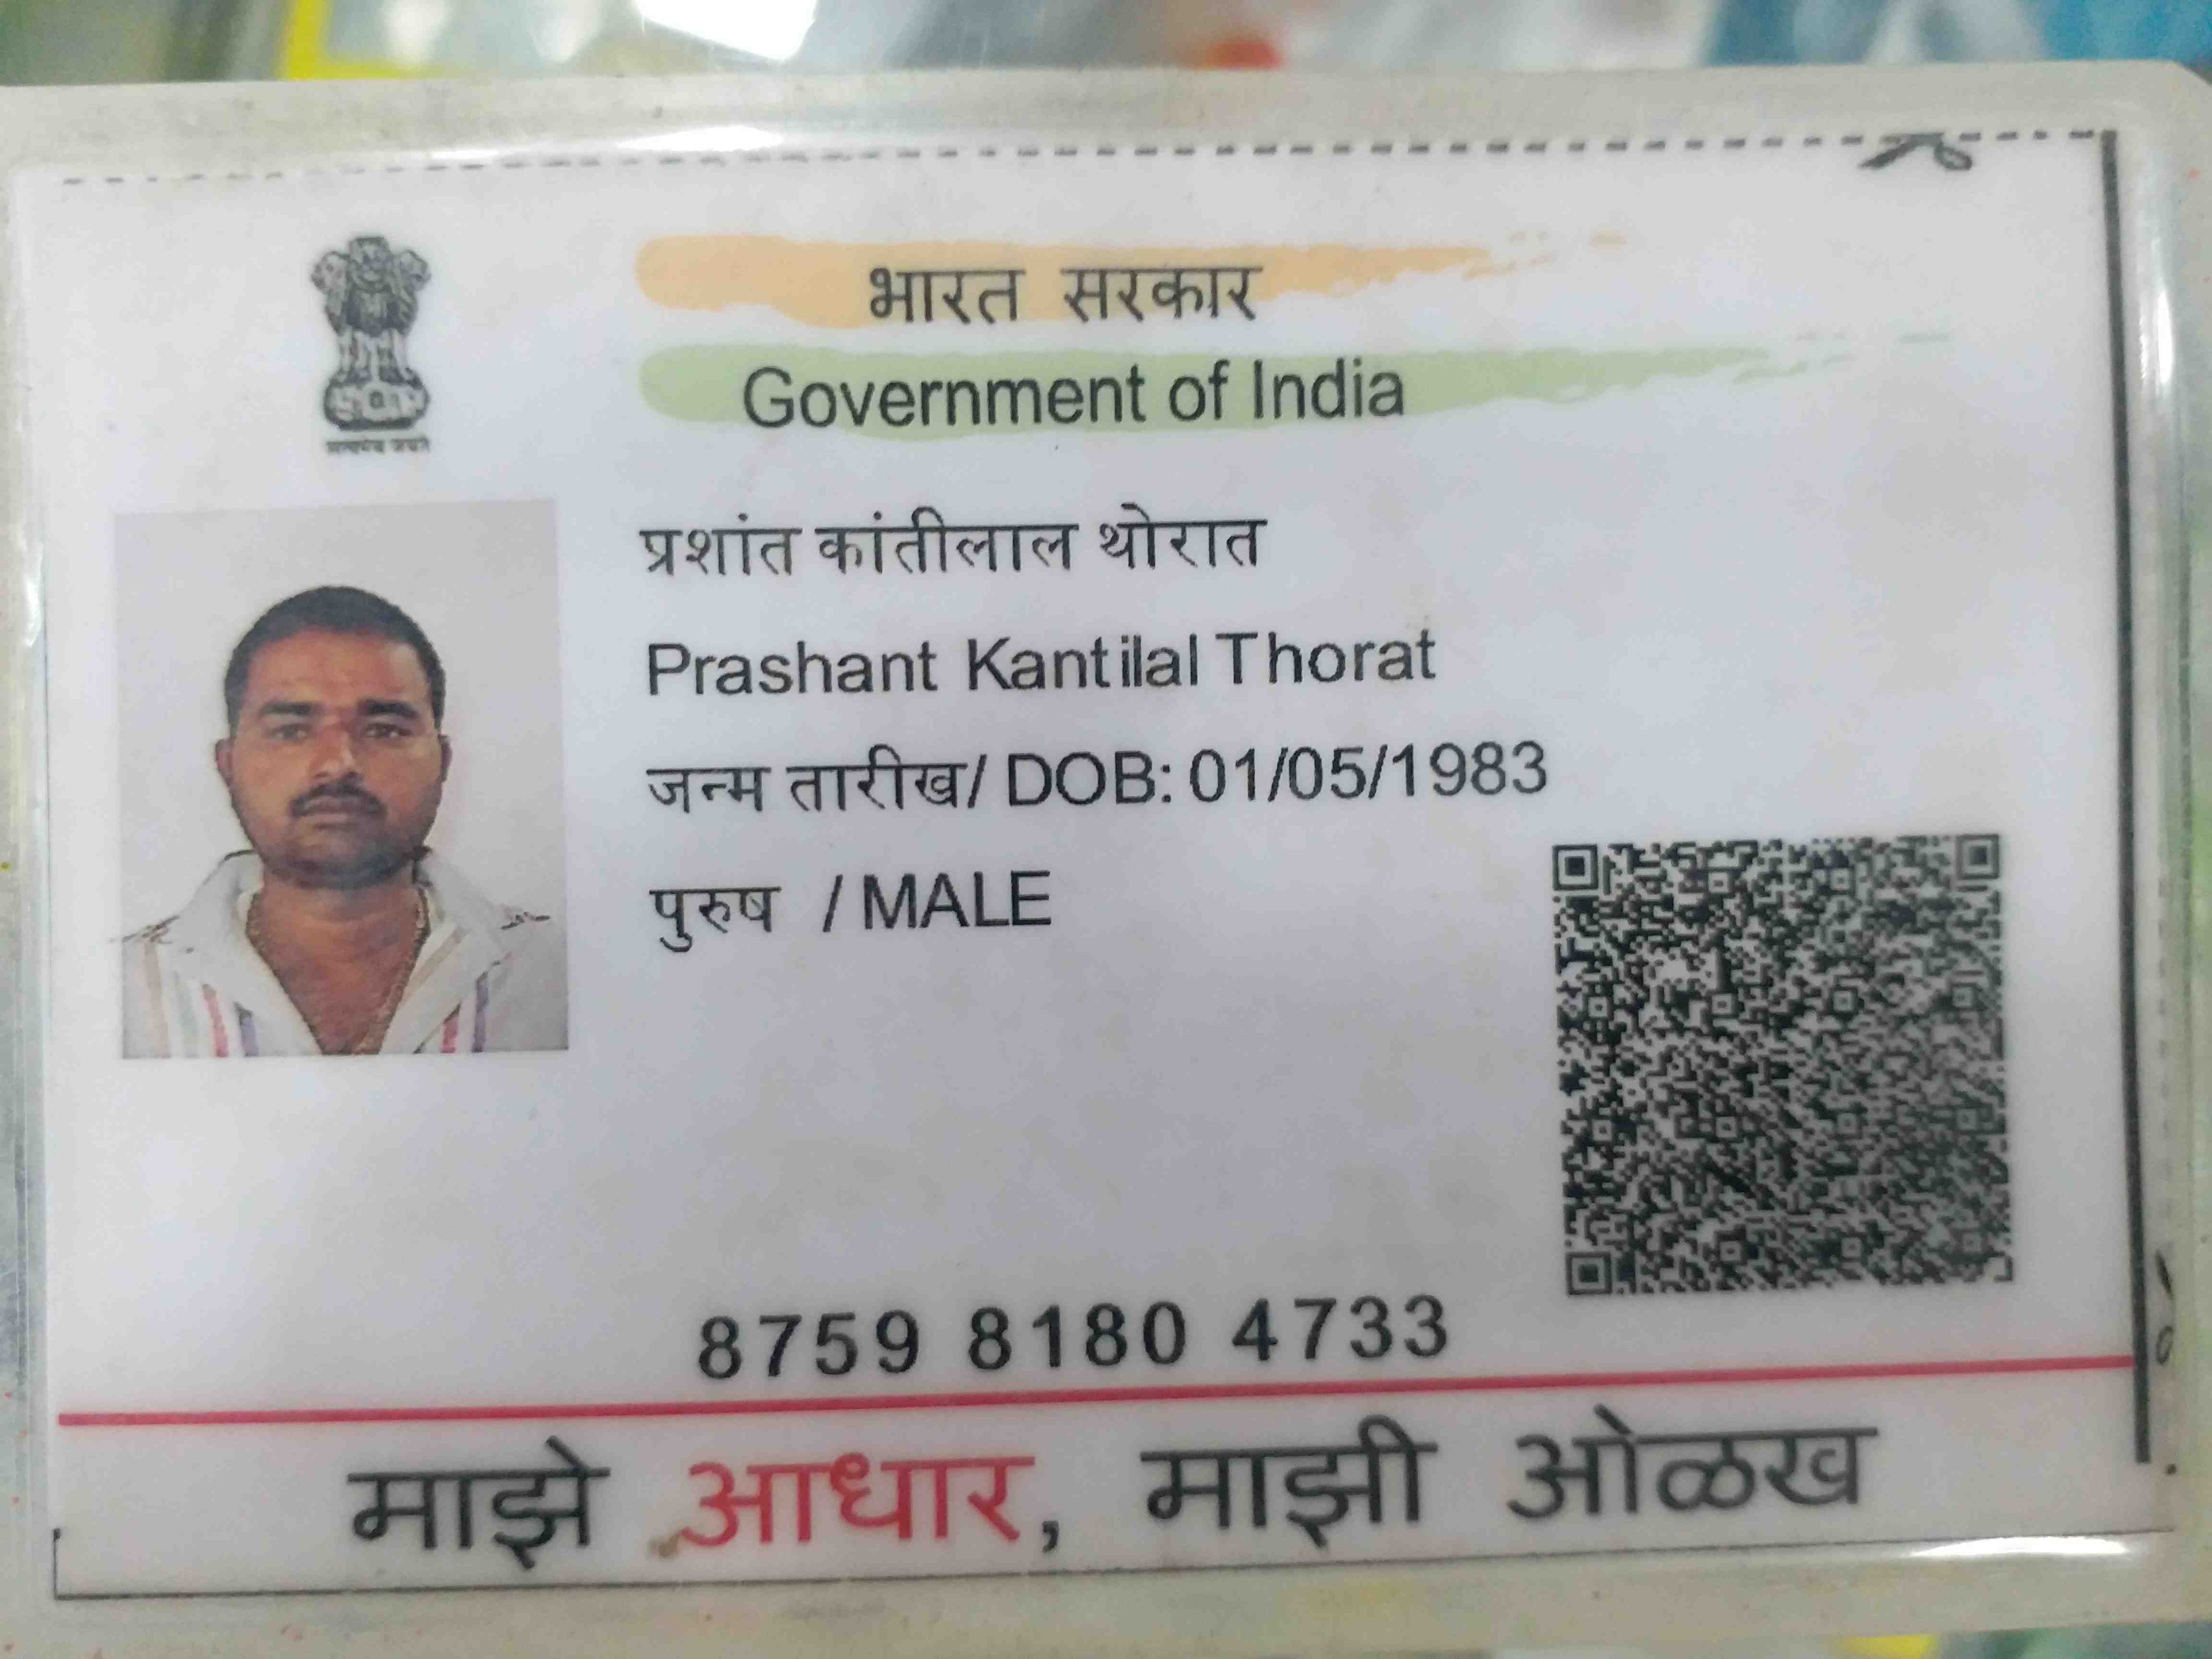 भारत सरकार
Government of India
सत्यमेव जयते
प्रशांत कांतीलाल थोरात
Prashant Kantilal Thorat
जन्म तारीख/ DOB: 01/05/1983
पुरुष / MALE
8759 8180 4733
माझे आधार, माझी ओळख